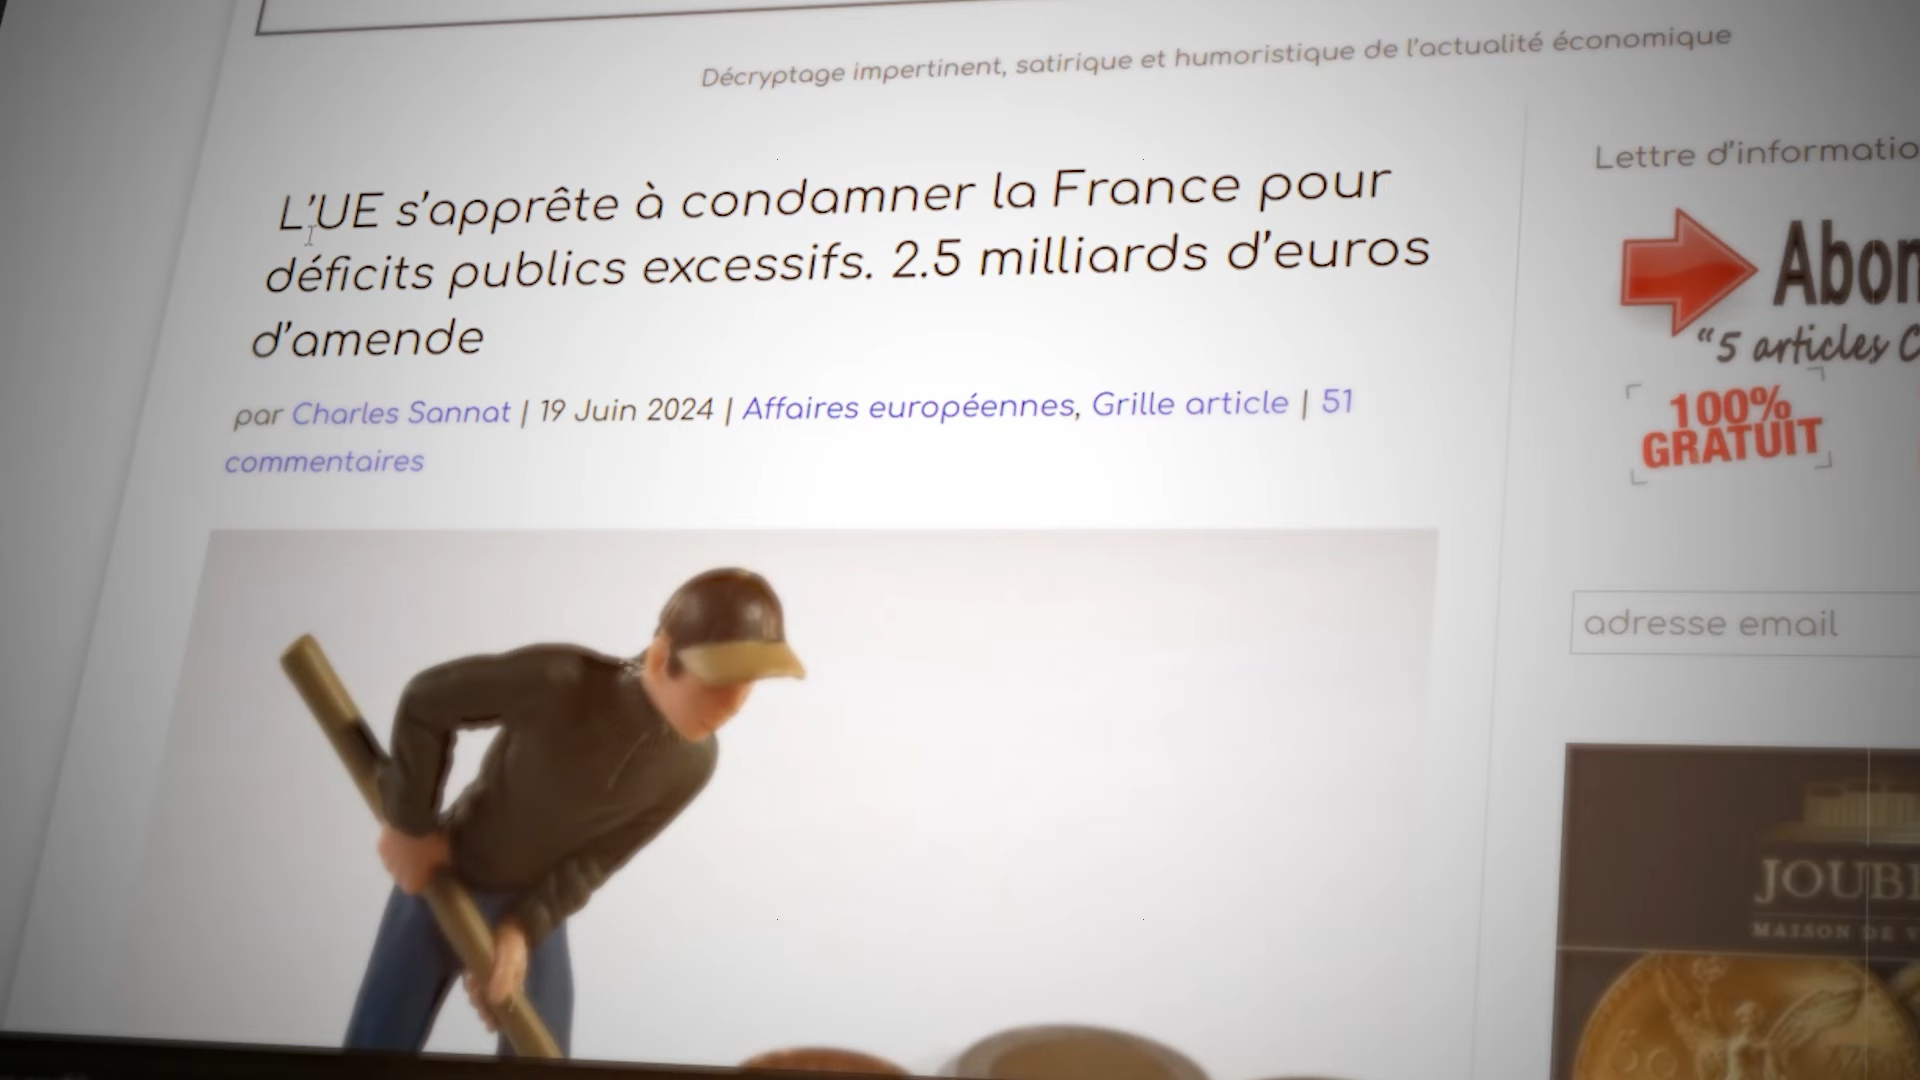 Décryptage impertinent, satirique et humoristique de l'actualité économique
L'UE s'apprête à condamner la France pour
déficits publics excessifs. 2.5 milliards d'euros
d'amende
par Charles Sannat | 19 Juin 2024 | Affaires européennes, Grille article | 51
commentaires
Lettre d'informatio
Abon
"5 articles C
100%
GRATUIT
adresse email
JOUB
MAISON DE V